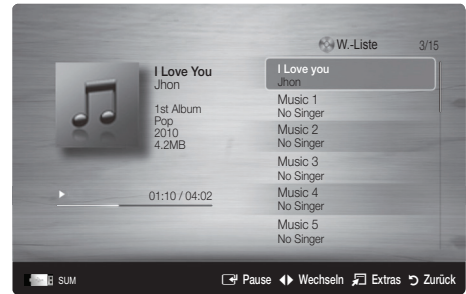 W.-Liste 3/15
I Love You
Jhon
1st Album
Pop
2010
4.2MB
01:10 / 04:02
I Love you
Jhon
Music 1
No Singer
Music 2
No Singer
Music 3
No Singer
Music 4
No Singer
Music 5
No Singer
SUM Pause Wechseln Extras Zurück